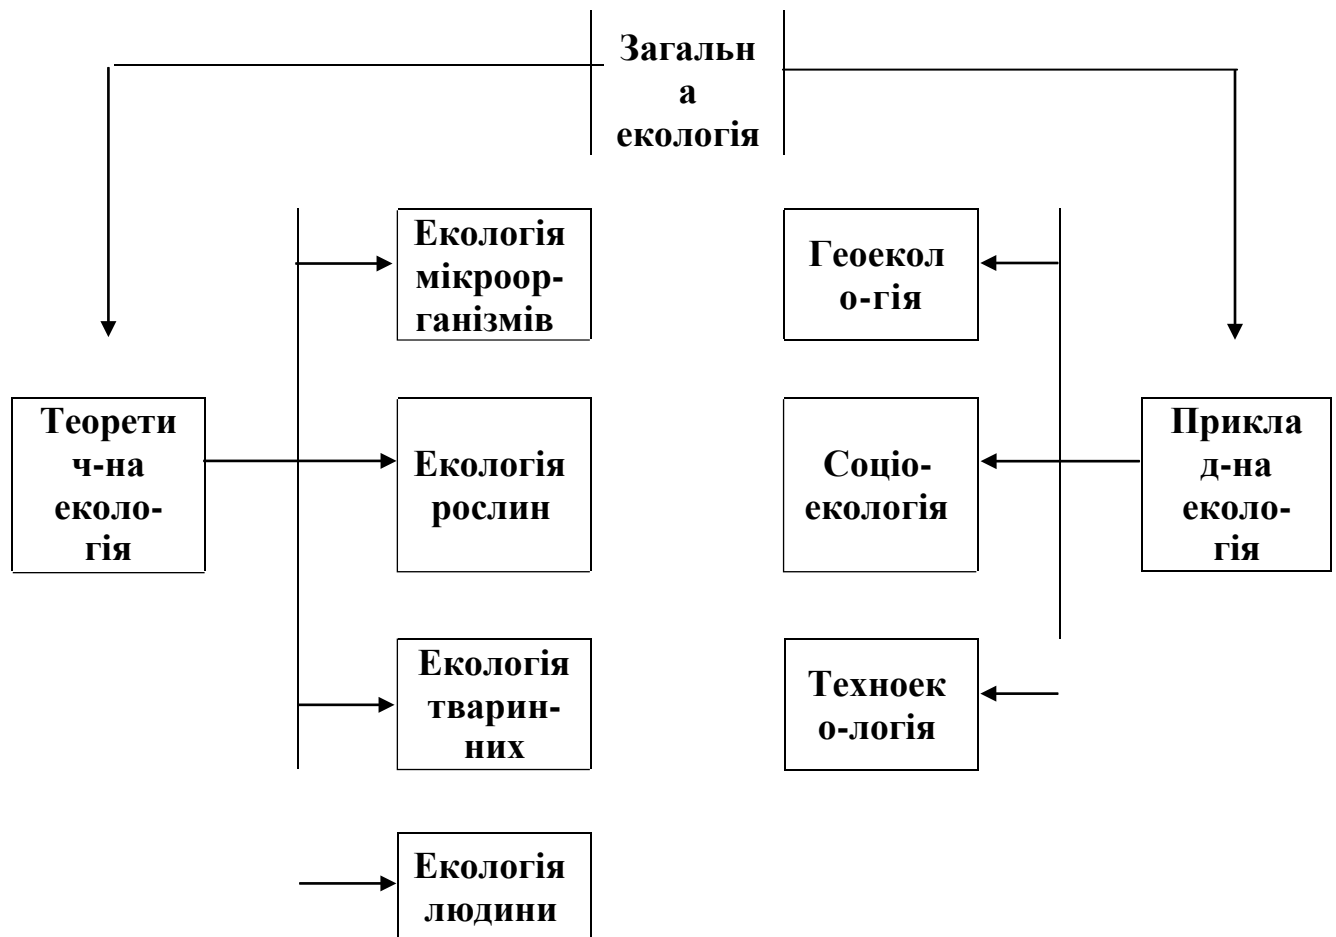 Загальн
а
екологія
Екологія
мікроор-
ганізмів
Геоекол
о-гія
Теорети
ч-на
еколо-
гія
Екологія
рослин
Соціо-
екологія
Прикла
д-на
еколо-
гія
Екологія
тварин-
них
Техноек
о-логія
Екологія
людини